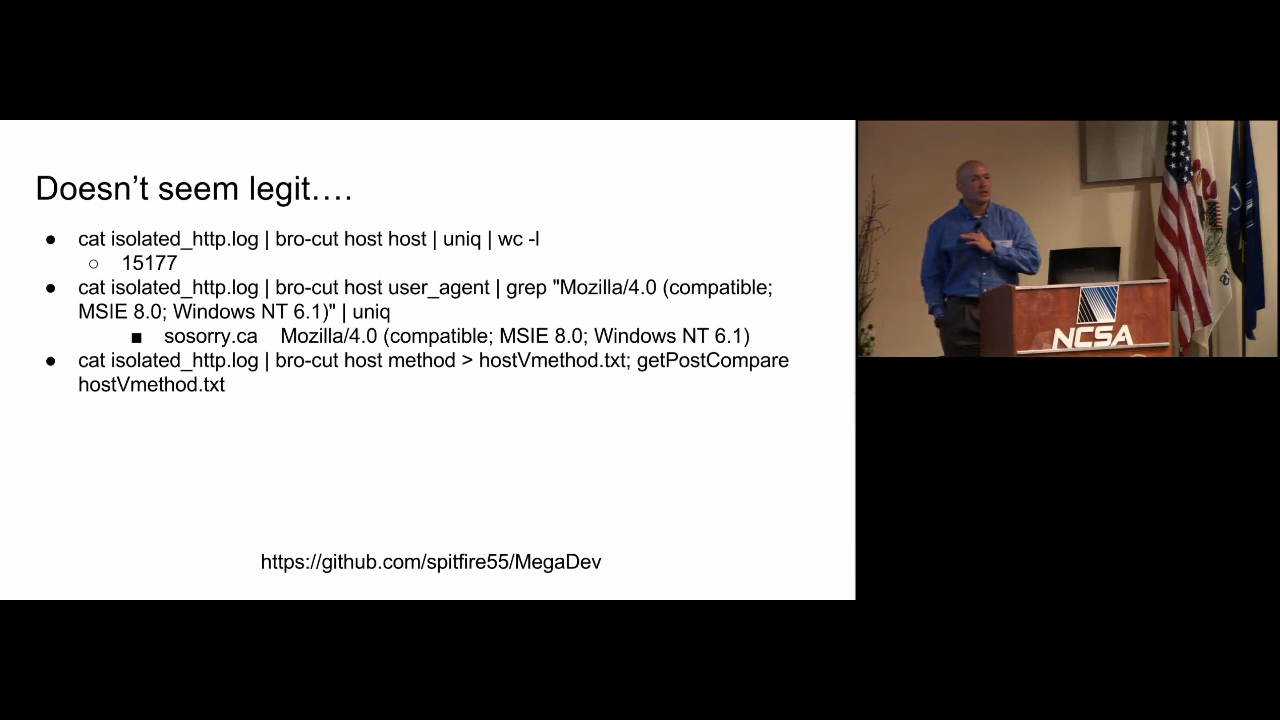 Doesn’t seem legit….
● cat isolated_http.log | bro-cut host host | uniq | wc -l
○ 15177
● cat isolated_http.log | bro-cut host user_agent | grep "Mozilla/4.0 (compatible;
MSIE 8.0; Windows NT 6.1)" | uniq
■ sosorry.ca Mozilla/4.0 (compatible; MSIE 8.0; Windows NT 6.1)
● cat isolated_http.log | bro-cut host method > hostVmethod.txt; getPostCompare
hostVmethod.txt
https://github.com/spitfire55/MegaDev
NCSA